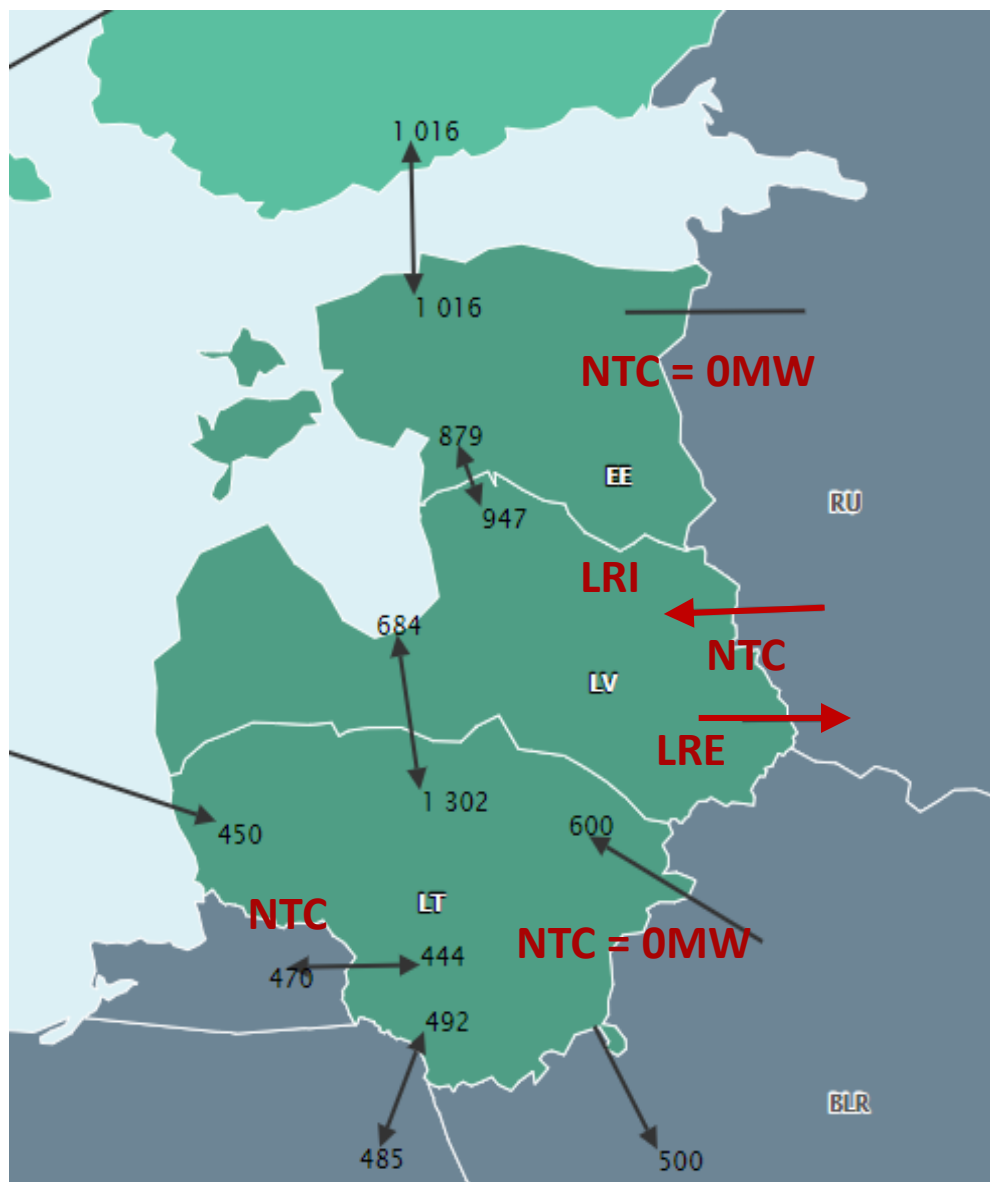 1 016
1 016
NTC = 0MW
879
EE
RU
947
LRI
684
NTC
LV
LRE
1 302
600
450
LT
NTC
NTC = 0MW
444
470
492
BLR
485
500